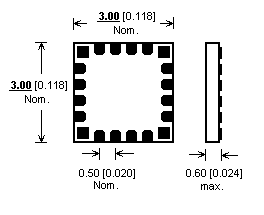 3.00 [0.118]
Nom.
3.00 [0.118]
Nom.
0.50 [0.020]
Nom.
0.60 [0.024]
max.